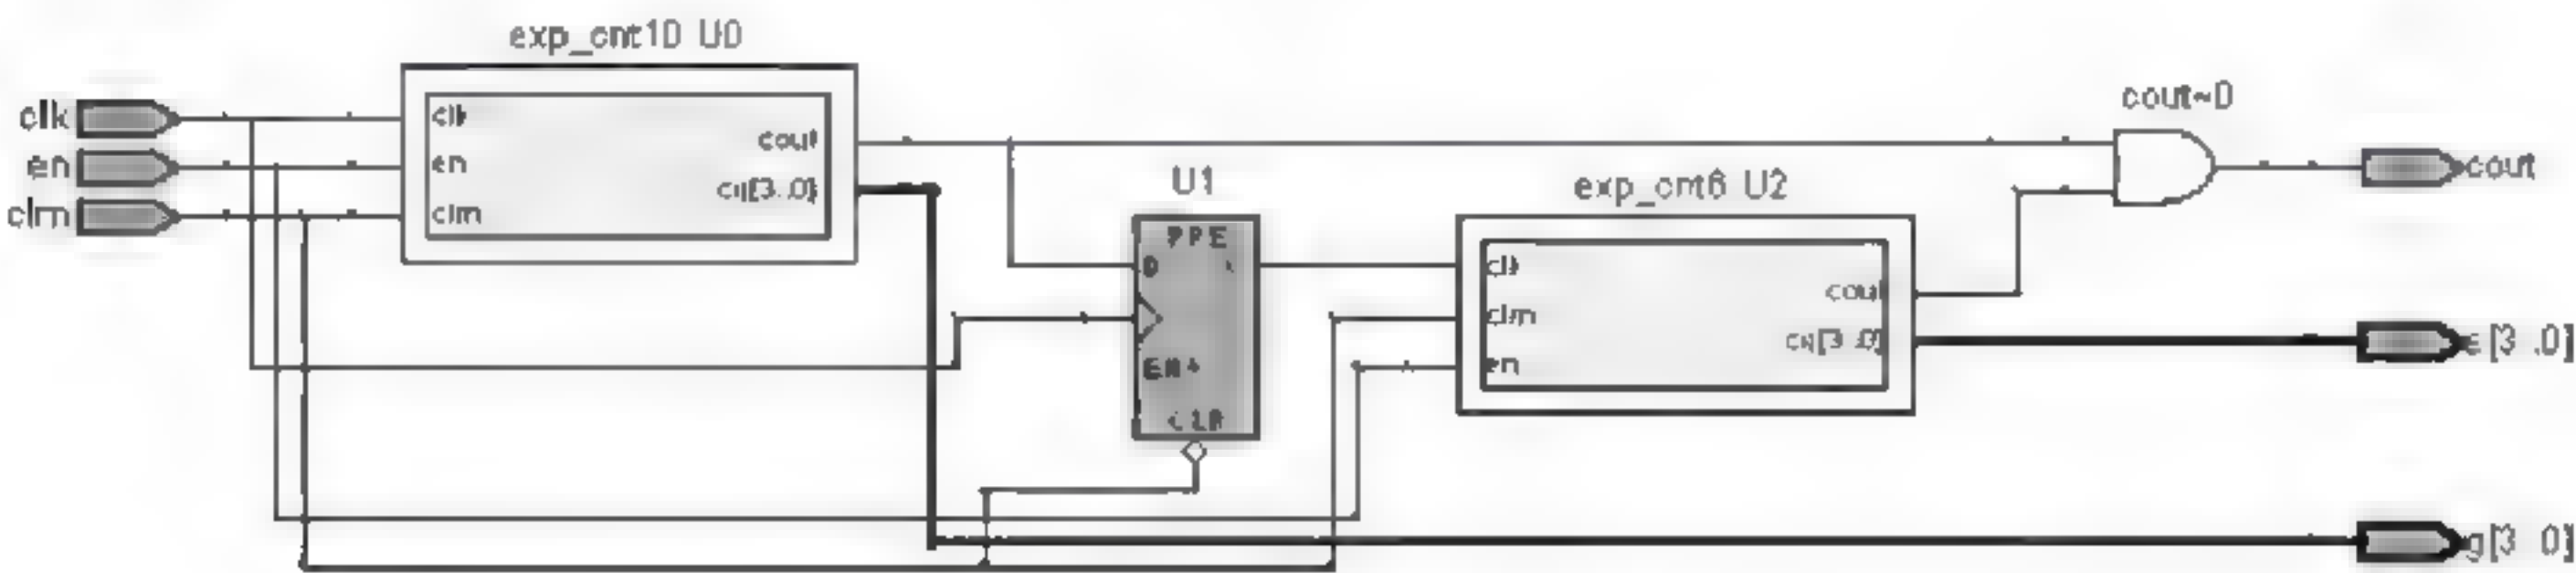 exp_cnt10 U0
clk
en
clrn
clk
en
clrn
cout
cq[3..0]
U1
D
CLR
exp_cnt6 U2
clk
clrn
en
cout
cq[3..0]
cout~0
cout
[3..0]
g[3..0]